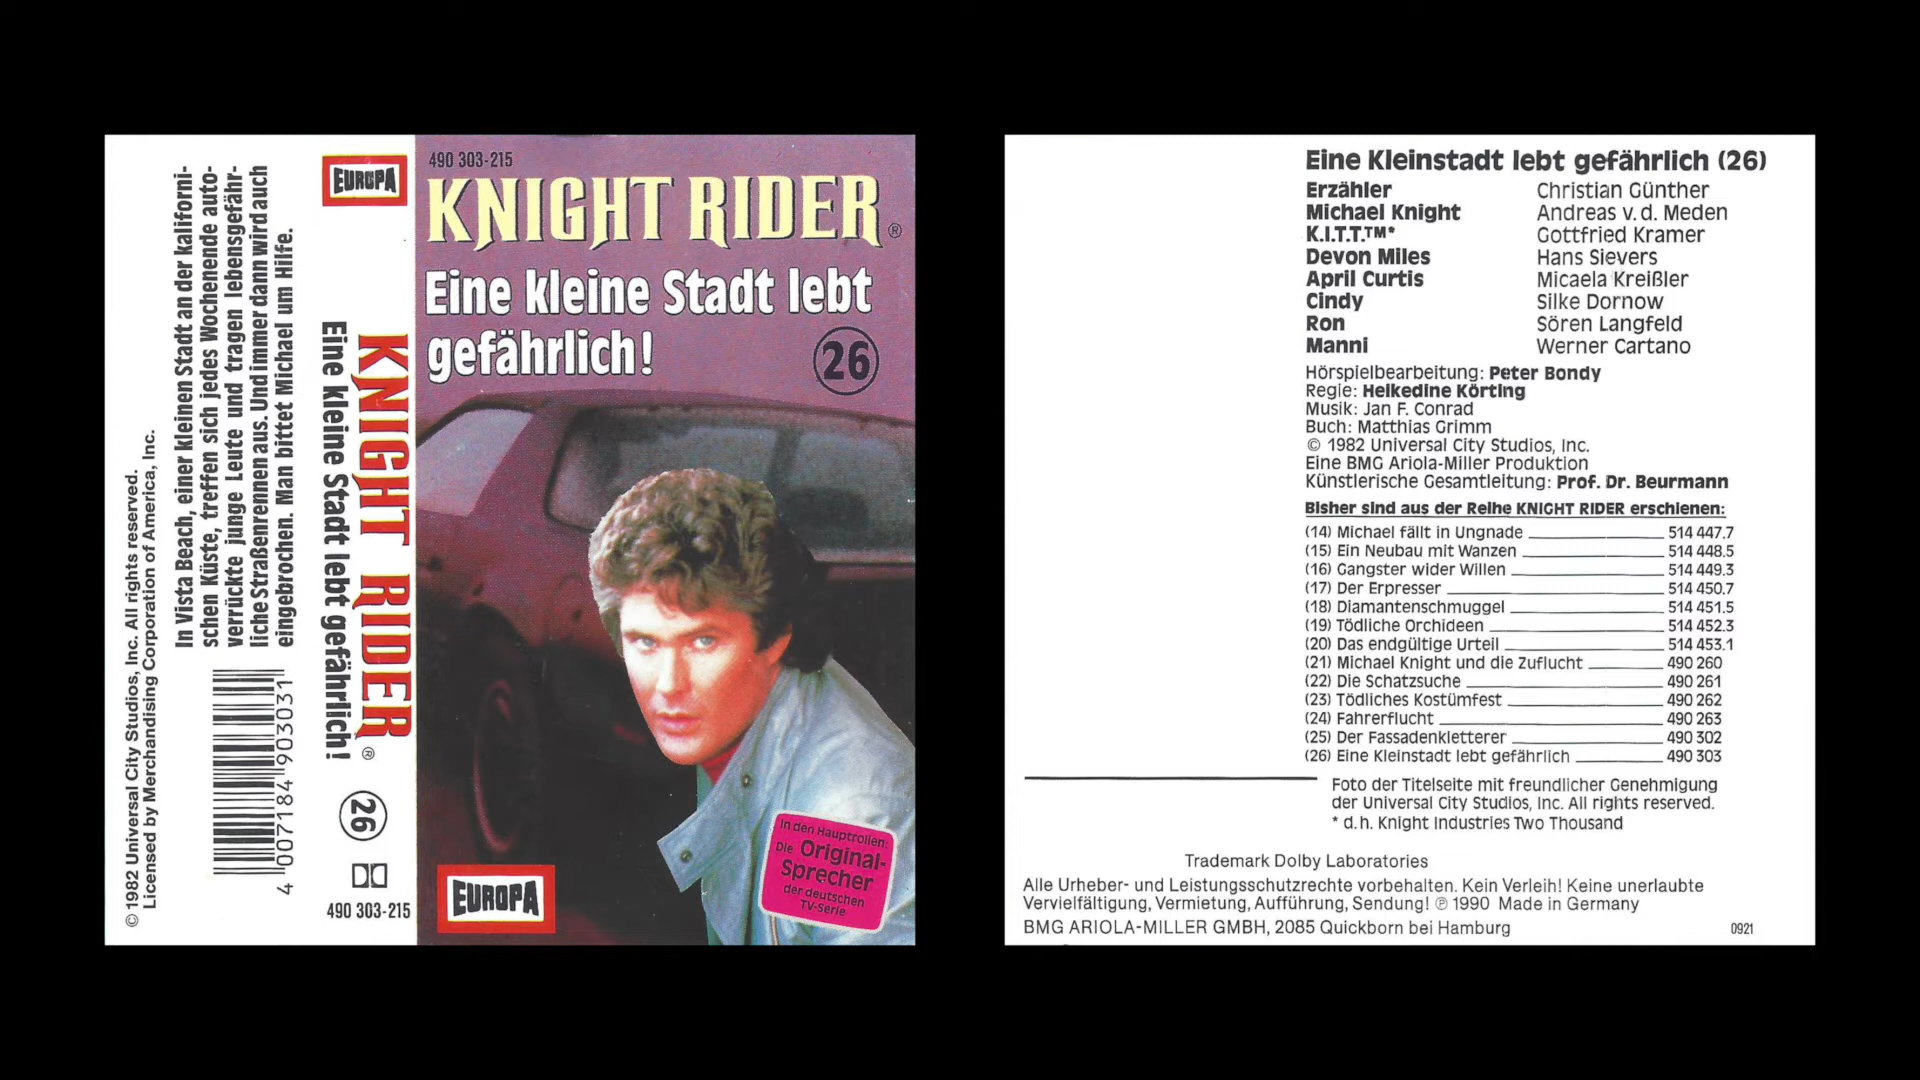 © 1982 Universal City Studios, Inc. All rights reserved.
Licensed by Merchandising Corporation of America, Inc.
In Vista Beach, einer kleinen Stadt an der kaliforni-
schen Küste, treffen sich jedes Wochenende auto-
verrückte junge Leute und tragen lebensgefähr-
liche Straßenrennen aus. Und immer dann wird auch
eingebrochen. Man bittet Michael um Hilfe.
4 007184 903031
EUROPA
KNIGHT RIDER®
Eine kleine Stadt lebt gefährlich!
26
490 303-215
490 303-215
KNIGHT RIDER®
Eine kleine Stadt lebt
gefährlich!
26
In den Hauptrollen:
Die Original-
Sprecher
der deutschen
TV-Serie
EUROPA
Eine Kleinstadt lebt gefährlich (26)
Erzähler Christian Günther
Michael Knight Andreas v. d. Meden
K.I.T.T.™* Gottfried Kramer
Devon Miles Hans Sievers
April Curtis Micaela Kreißler
Cindy Silke Dornow
Ron Sören Langfeld
Manni Werner Cartano
Hörspielbearbeitung: Peter Bondy
Regie: Heikedine Körting
Musik: Jan F. Conrad
Buch: Matthias Grimm
© 1982 Universal City Studios, Inc.
Eine BMG Ariola-Miller Produktion
Künstlerische Gesamtleitung: Prof. Dr. Beurmann
Bisher sind aus der Reihe KNIGHT RIDER erschienen:
(14) Michael fällt in Ungnade 514 447.7
(15) Ein Neubau mit Wanzen 514 448.5
(16) Gangster wider Willen 514 449.3
(17) Der Erpresser 514 450.7
(18) Diamantenschmuggel 514 451.5
(19) Tödliche Orchideen 514 452.3
(20) Das endgültige Urteil 514 453.1
(21) Michael Knight und die Zuflucht 490 260
(22) Die Schatzsuche 490 261
(23) Tödliches Kostümfest 490 262
(24) Fahrerflucht 490 263
(25) Der Fassadenkletterer 490 302
(26) Eine Kleinstadt lebt gefährlich 490 303
Foto der Titelseite mit freundlicher Genehmigung
der Universal City Studios, Inc. All rights reserved.
* d. h. Knight Industries Two Thousand
Trademark Dolby Laboratories
Alle Urheber- und Leistungsschutzrechte vorbehalten. Kein Verleih! Keine unerlaubte
Vervielfältigung, Vermietung, Aufführung, Sendung! ℗ 1990 Made in Germany
BMG ARIOLA-MILLER GMBH, 2085 Quickborn bei Hamburg
0921